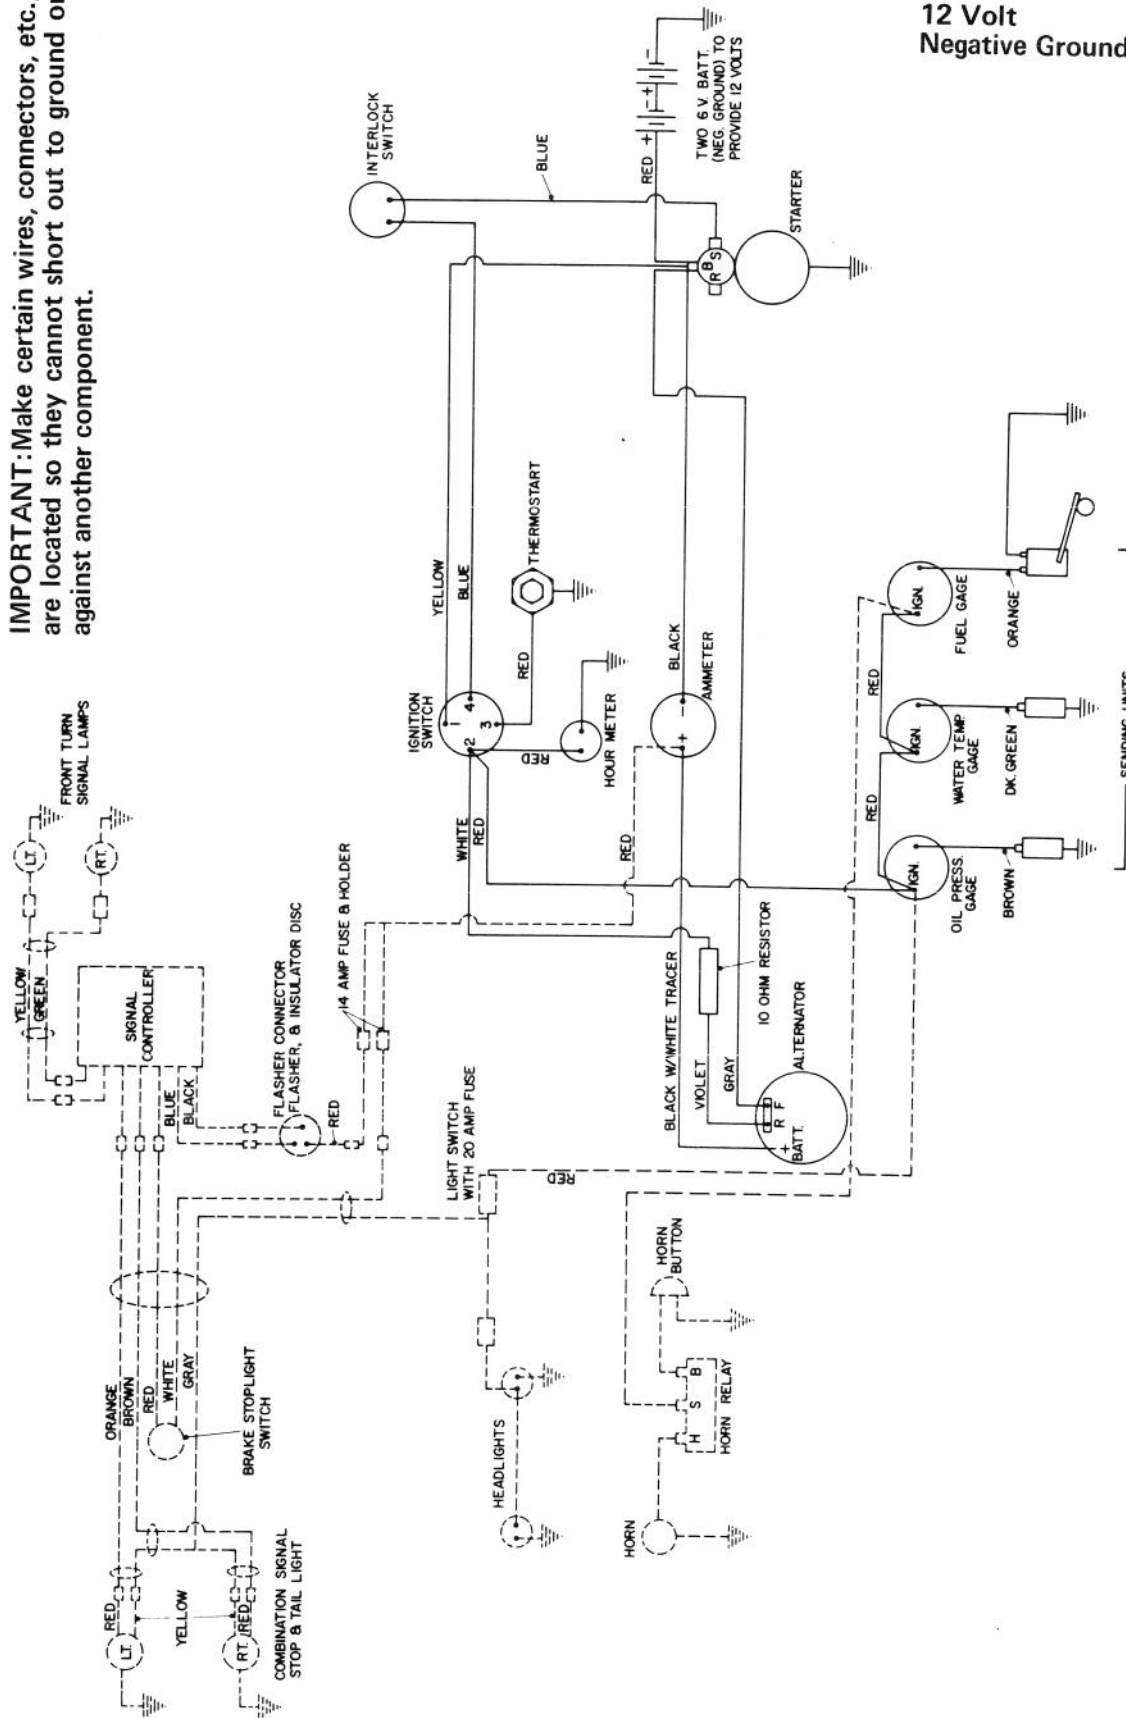 12 Volt
Negative Ground
IMPORTANT: Make certain wires, connectors, etc.
are located so they cannot short out to ground or
against another component.
FRONT TURN
SIGNAL LAMPS
LT.
RT.
YELLOW
GREEN
SIGNAL
CONTROLLER
BLUE
BLACK
FLASHER CONNECTOR
FLASHER, & INSULATOR DISC
RED
14 AMP FUSE & HOLDER
LIGHT SWITCH
WITH 20 AMP FUSE
ORANGE
BROWN
RED
WHITE
GRAY
BRAKE STOPLIGHT
SWITCH
RED
LT.
YELLOW
RT.
RED
COMBINATION SIGNAL
STOP & TAIL LIGHT
HEADLIGHTS
HORN
HORN
BUTTON
H
S
B
HORN RELAY
RED
INTERLOCK
SWITCH
BLUE
RED
+
-
+
-
TWO 6 V. BATT.
(NEG. GROUND) TO
PROVIDE 12 VOLTS
B
R
S
STARTER
YELLOW
BLUE
IGNITION
SWITCH
1
2
3
4
RED
THERMOSTART
RED
HOUR METER
WHITE
RED
RED
BLACK
+
-
AMMETER
BLACK W/WHITE TRACER
VIOLET
GRAY
10 OHM RESISTOR
ALTERNATOR
R
F
+
BATT.
IGN.
FUEL GAGE
ORANGE
RED
IGN.
WATER TEMP.
GAGE
DK. GREEN
RED
IGN.
OIL PRESS.
GAGE
BROWN
SENDING UNITS